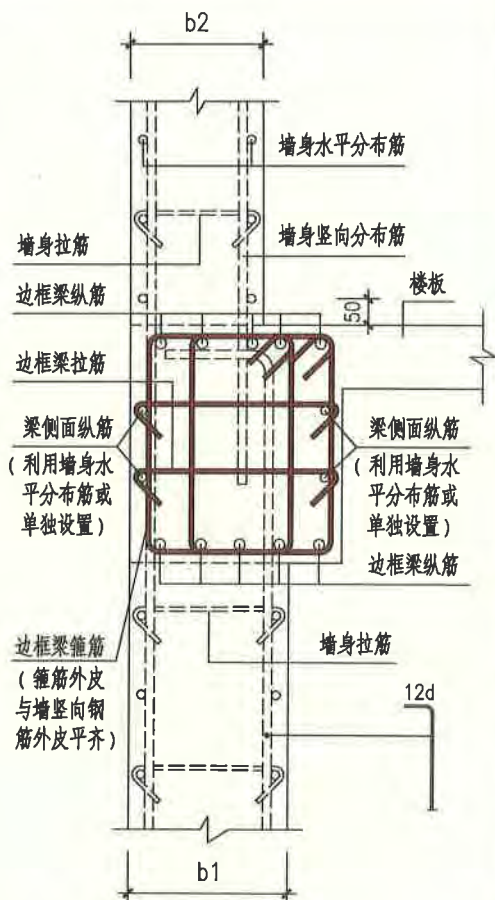 b2
墙身水平分布筋
墙身拉筋
墙身竖向分布筋
边框梁纵筋
50
楼板
边框梁拉筋
梁侧面纵筋
(利用墙身水
平分布筋或
单独设置)
梁侧面纵筋
(利用墙身水
平分布筋或
单独设置)
边框梁纵筋
边框梁箍筋
(箍筋外皮
与墙竖向钢
筋外皮平齐)
墙身拉筋
12d
b1